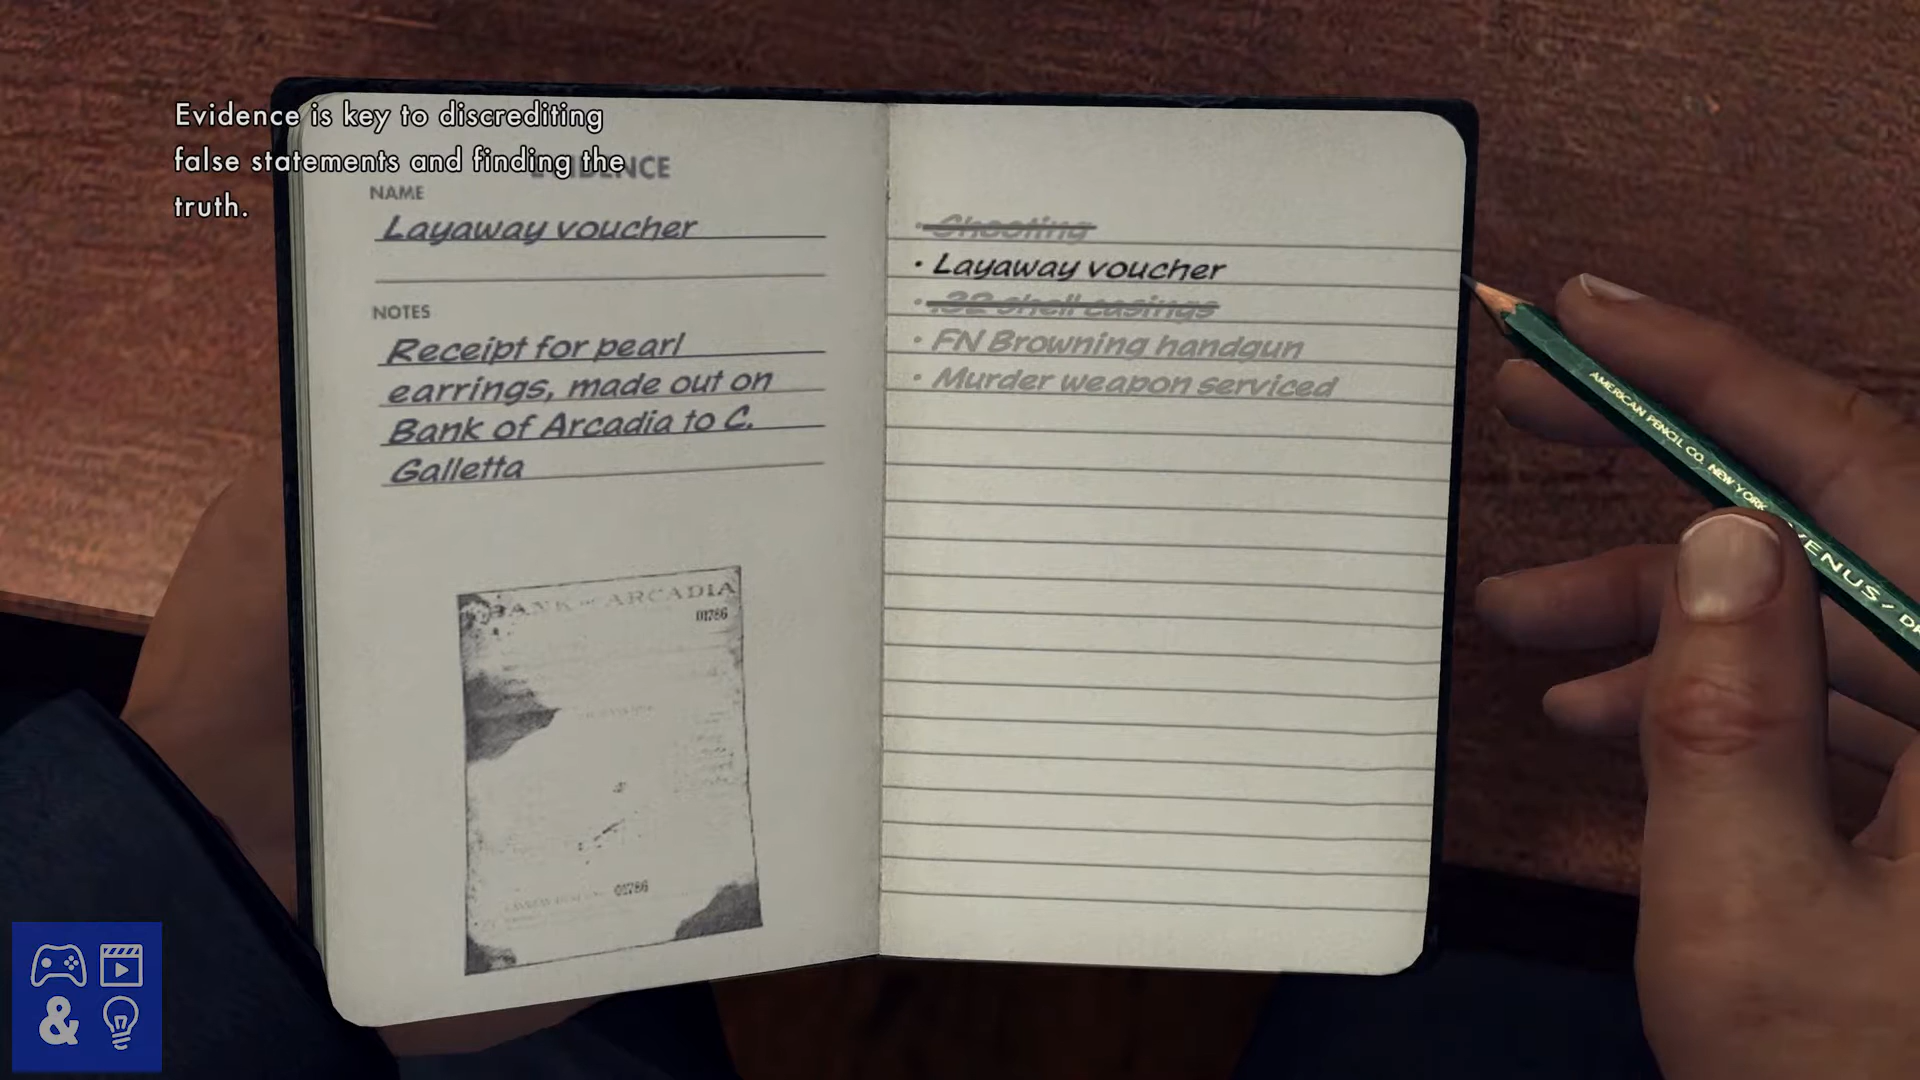 Evidence is key to discrediting
false statements and finding the
truth.
EVIDENCE
NAME
Layaway voucher
NOTES
Receipt for pearl
earrings, made out on
Bank of Arcadia to C.
Galletta
BANK OF ARCADIA
01786
01786
• Shooting
• Layaway voucher
• .32 shell casings
• FN Browning handgun
• Murder weapon serviced
AMERICAN PENCIL CO. NEW YORK
VENUS/
&